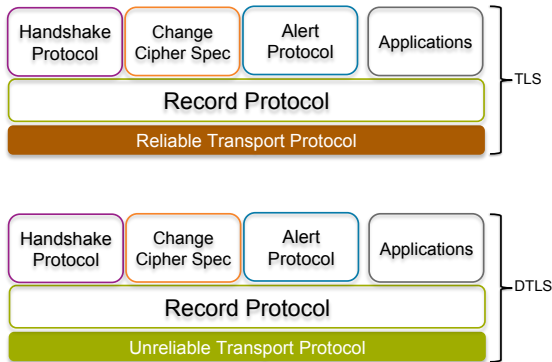 Handshake
Protocol
Change
Cipher Spec
Alert
Protocol
Applications
Record Protocol
Reliable Transport Protocol
TLS
Handshake
Protocol
Change
Cipher Spec
Alert
Protocol
Applications
Record Protocol
Unreliable Transport Protocol
DTLS